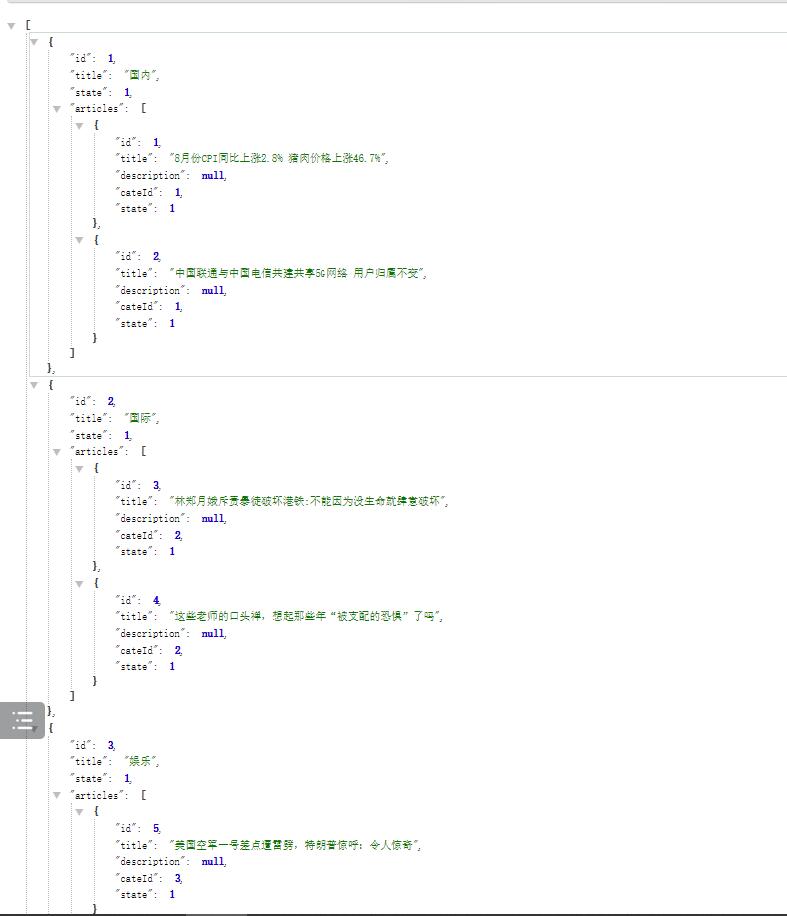 [
{
"id": 1,
"title": "国内",
"state": 1,
"articles": [
{
"id": 1,
"title": "8月份CPI同比上涨2.8% 猪肉价格上涨46.7%",
"description": null,
"cateId": 1,
"state": 1
},
{
"id": 2,
"title": "中国联通与中国电信共建共享5G网络 用户归属不变",
"description": null,
"cateId": 1,
"state": 1
}
]
},
{
"id": 2,
"title": "国际",
"state": 1,
"articles": [
{
"id": 3,
"title": "林郑月娥斥责暴徒破坏港铁:不能因为没生命就肆意破坏",
"description": null,
"cateId": 2,
"state": 1
},
{
"id": 4,
"title": "这些老师的口头禅，想起那些年“被支配的恐惧”了吗",
"description": null,
"cateId": 2,
"state": 1
}
]
},
{
"id": 3,
"title": "娱乐",
"state": 1,
"articles": [
{
"id": 5,
"title": "美国空军一号差点遭雷劈，特朗普惊呼：令人惊奇",
"description": null,
"cateId": 3,
"state": 1
}